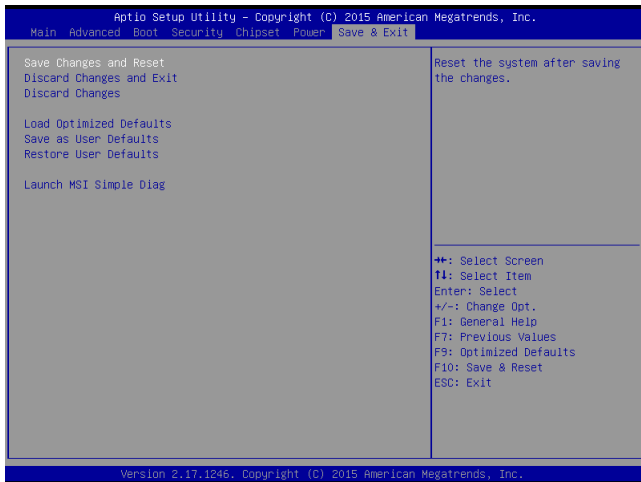 Aptio Setup Utility – Copyright (C) 2015 American Megatrends, Inc.
Main Advanced Boot Security Chipset Power Save & Exit
Save Changes and Reset
Discard Changes and Exit
Discard Changes
Load Optimized Defaults
Save as User Defaults
Restore User Defaults
Launch MSI Simple Diag
Reset the system after saving
the changes.
→←: Select Screen
↑↓: Select Item
Enter: Select
+/-: Change Opt.
F1: General Help
F7: Previous Values
F9: Optimized Defaults
F10: Save & Reset
ESC: Exit
Version 2.17.1246. Copyright (C) 2015 American Megatrends, Inc.